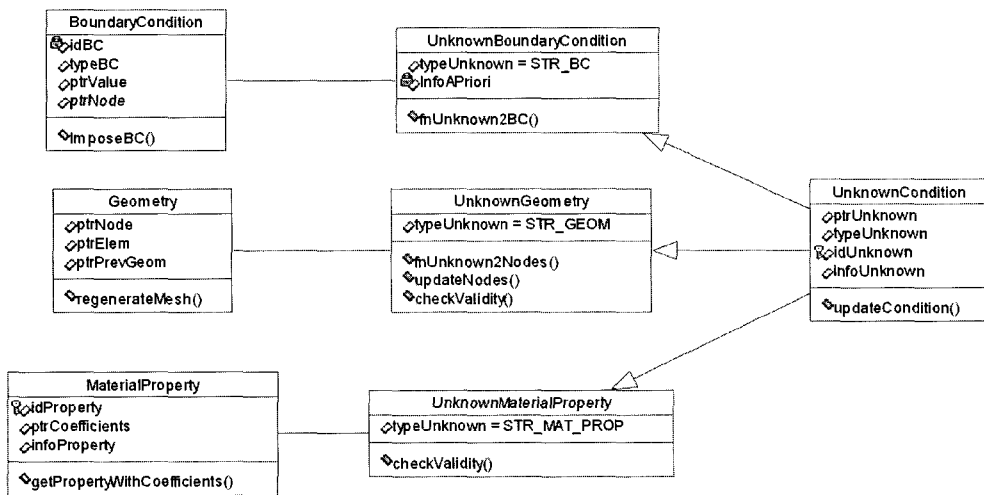 BoundaryCondition
idBC
typeBC
ptrValue
ptrNode
imposeBC()
UnknownBoundaryCondition
typeUnknown = STR_BC
infoAPriori
fnUnknown2BC()
Geometry
ptrNode
ptrElem
ptrPrevGeom
regenerateMesh()
UnknownGeometry
typeUnknown = STR_GEOM
fnUnknown2Nodes()
updateNodes()
checkValidity()
UnknownCondition
ptrUnknown
typeUnknown
idUnknown
infoUnknown
updateCondition()
MaterialProperty
idProperty
ptrCoefficients
infoProperty
getPropertyWithCoefficients()
UnknownMaterialProperty
typeUnknown = STR_MAT_PROP
checkValidity()